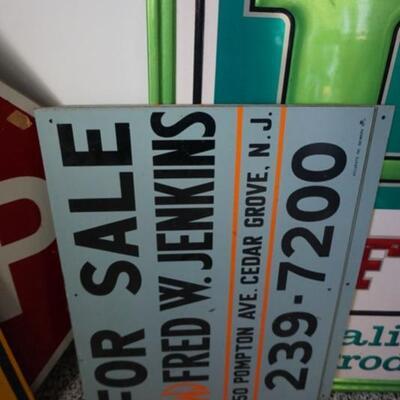 FOR SALE
FRED W. JENKINS
50 POMPTON AVE. CEDAR GROVE, N.J.
239-7200